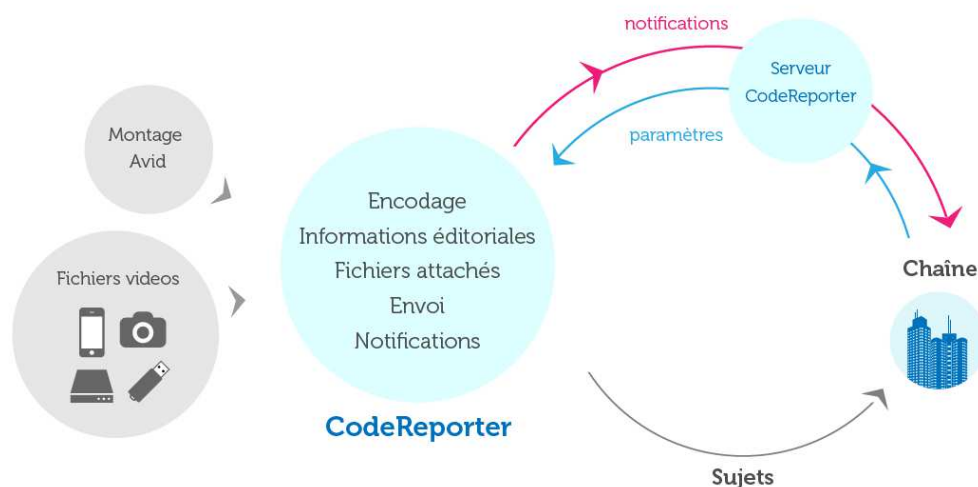 notifications
Serveur
CodeReporter
Montage
Avid
paramètres
Encodage
Informations éditoriales
Fichiers attachés
Envoi
Notifications
Fichiers videos
Chaîne
CodeReporter
Sujets